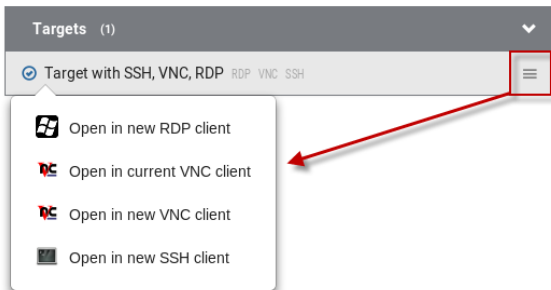 Targets (1)
Target with SSH, VNC, RDP RDP VNC SSH
Open in new RDP client
Open in current VNC client
Open in new VNC client
Open in new SSH client